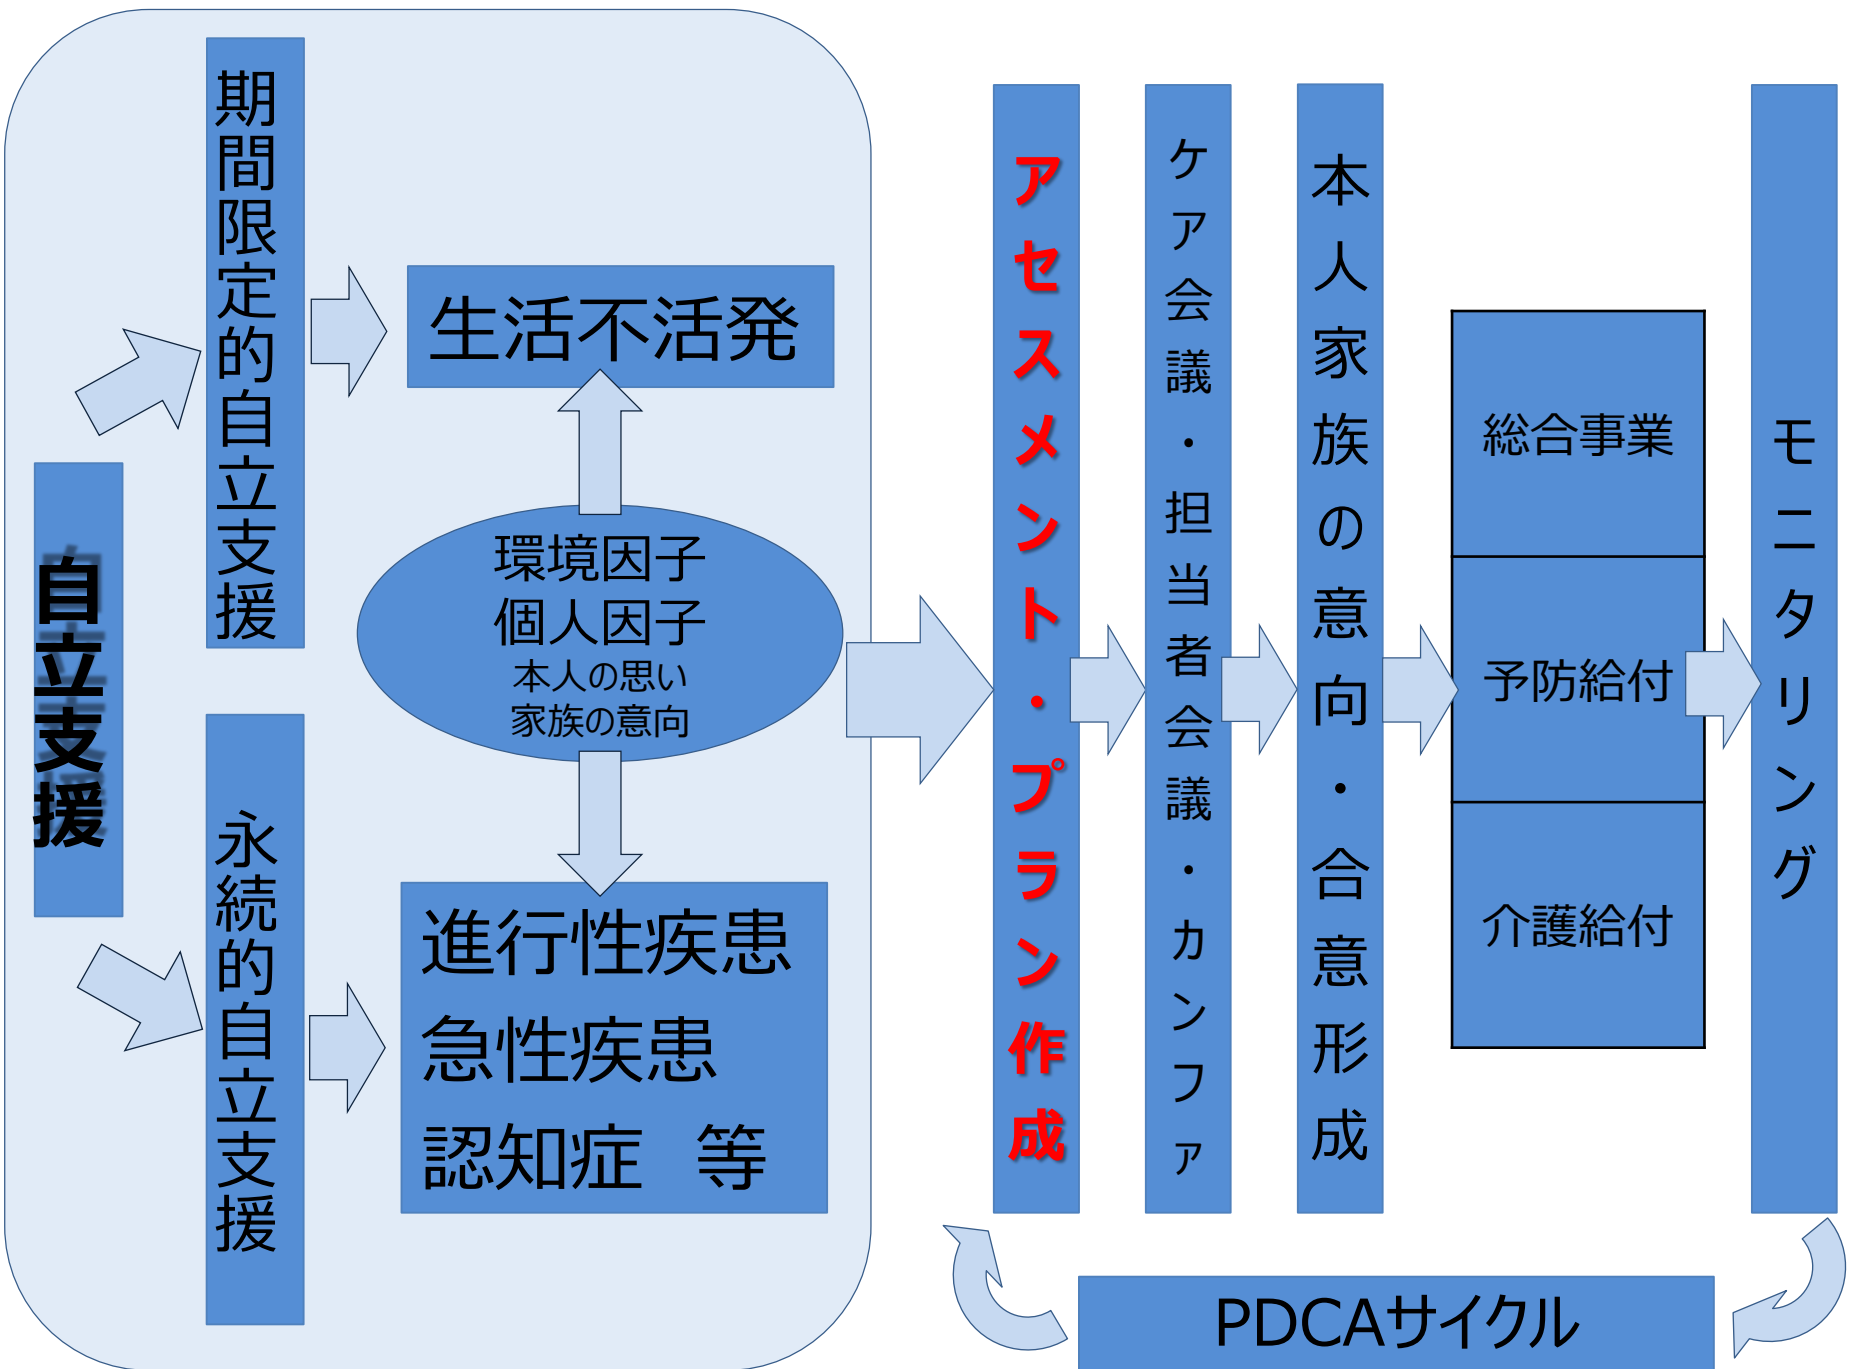 自立支援
期間限定的自立支援
生活不活発
環境因子
個人因子
本人の思い
家族の意向
永続的自立支援
進行性疾患
急性疾患
認知症　等
アセスメント・プラン作成
ケア会議・担当者会議・カンファ
本人家族の意向・合意形成
総合事業
予防給付
介護給付
モニタリング
PDCAサイクル